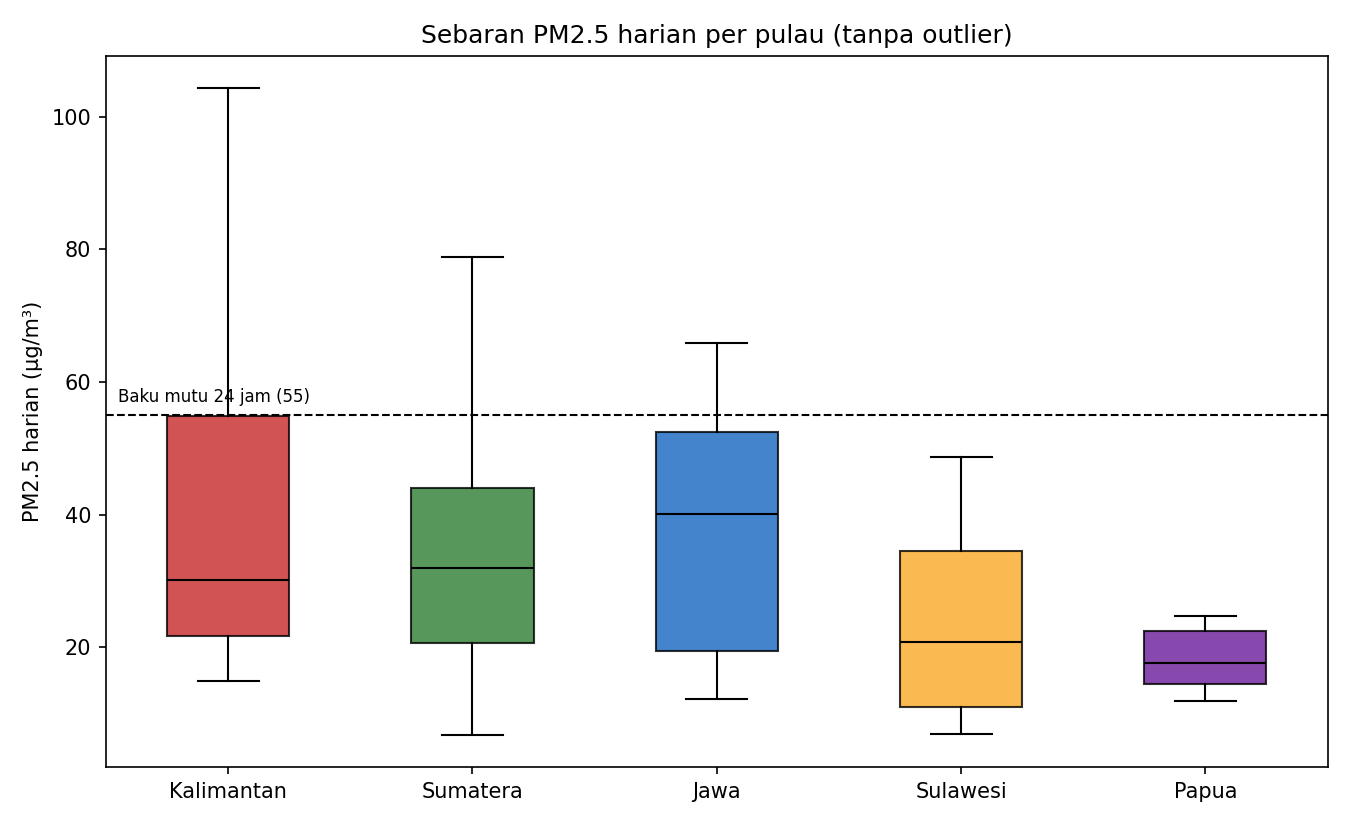 Sebaran PM2.5 harian per pulau (tanpa outlier)
PM2.5 harian (µg/m³)
100
80
60
40
20
Baku mutu 24 jam (55)
Kalimantan
Sumatera
Jawa
Sulawesi
Papua